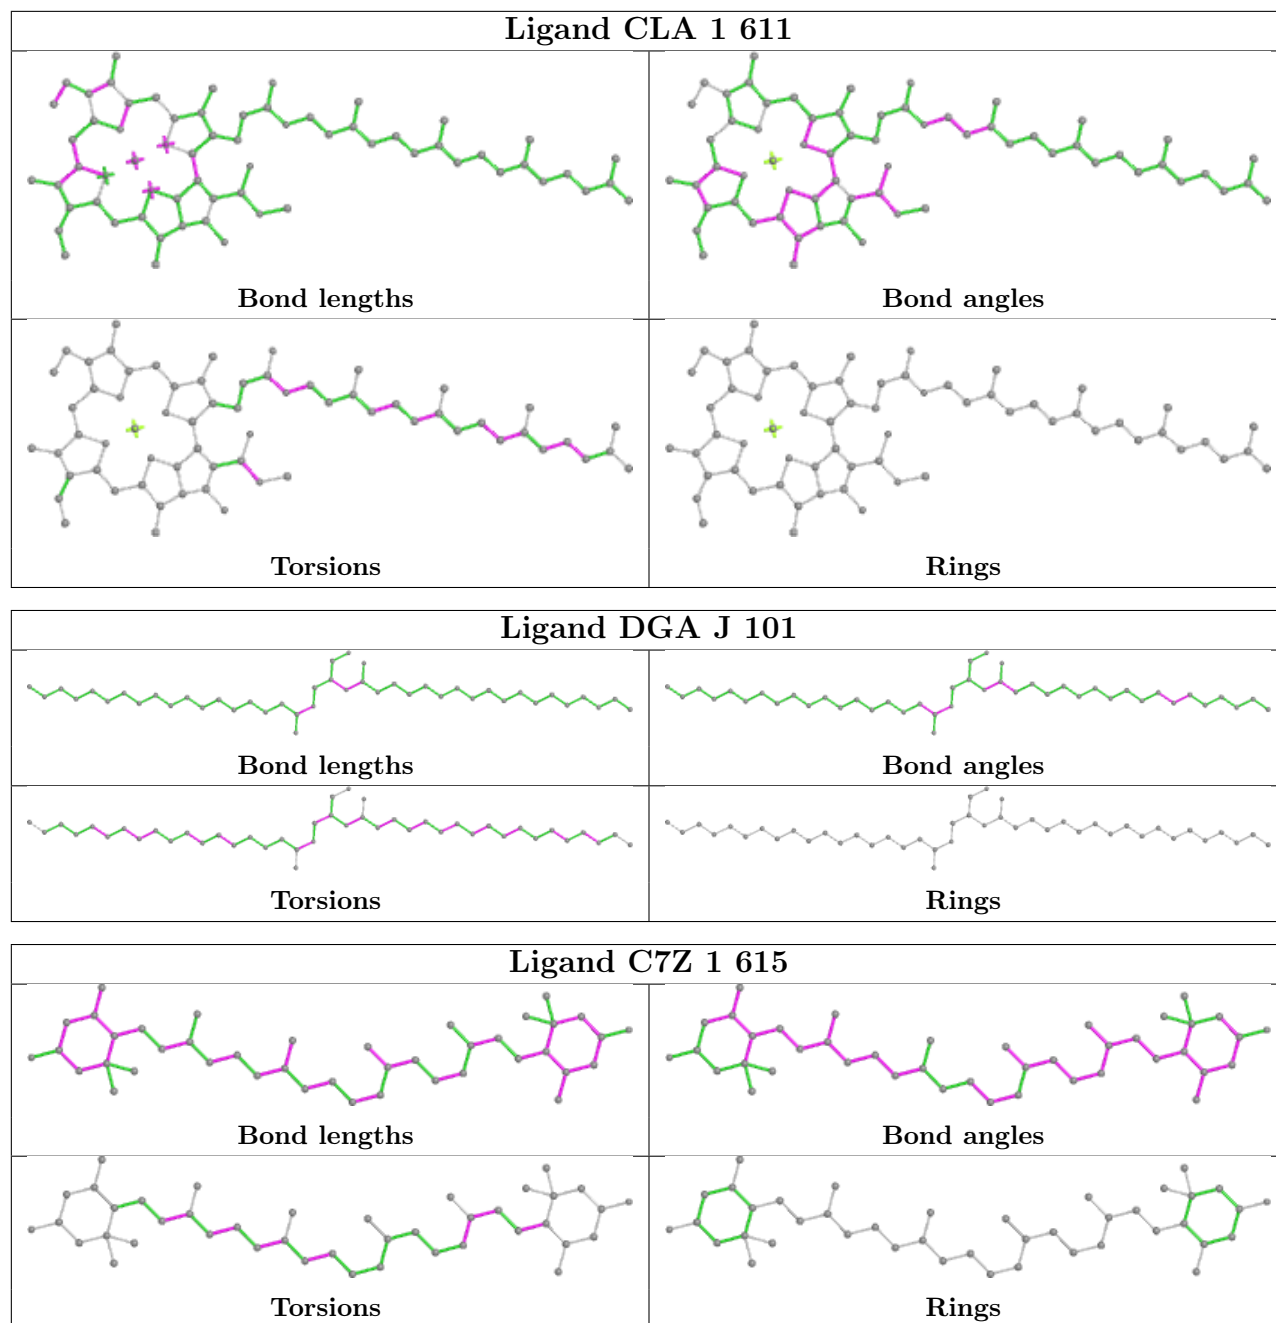 Ligand CLA 1 611
Bond lengths
Bond angles
Torsions
Rings
Ligand DGA J 101
Bond lengths
Bond angles
Torsions
Rings
Ligand C7Z 1 615
Bond lengths
Bond angles
Torsions
Rings